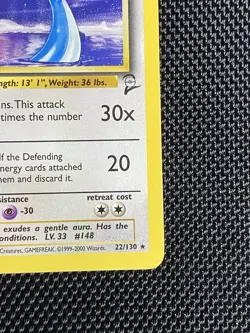 ngth: 13' 1", Weight: 36 lbs.
ns. This attack
times the number 30x
If the Defending
nergy cards attached
hem and discard it. 20
sistance retreat cost
-30
exudes a gentle aura. Has the
onditions. LV. 33 #148
Creatures, GAMEFREAK. ©1999-2000 Wizards. 22/130 ★